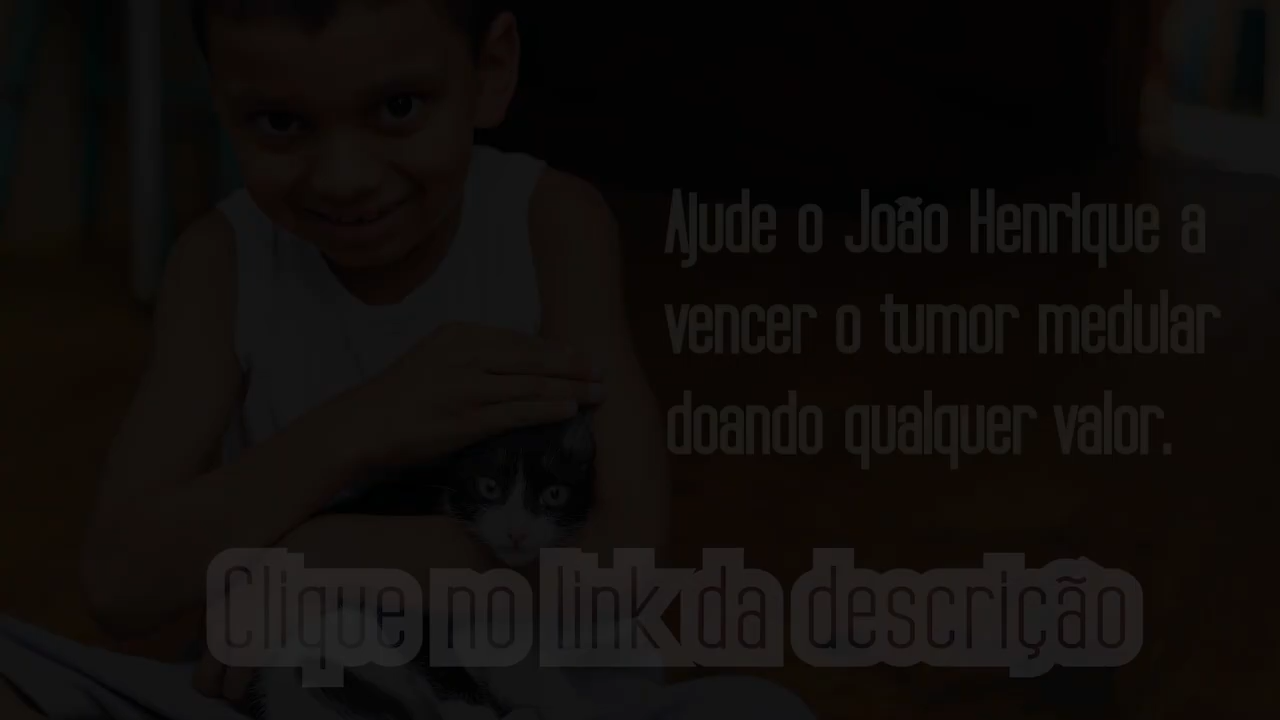 Ajude o João Henrique a
vencer o tumor medular
doando qualquer valor.
Clique no link da descrição